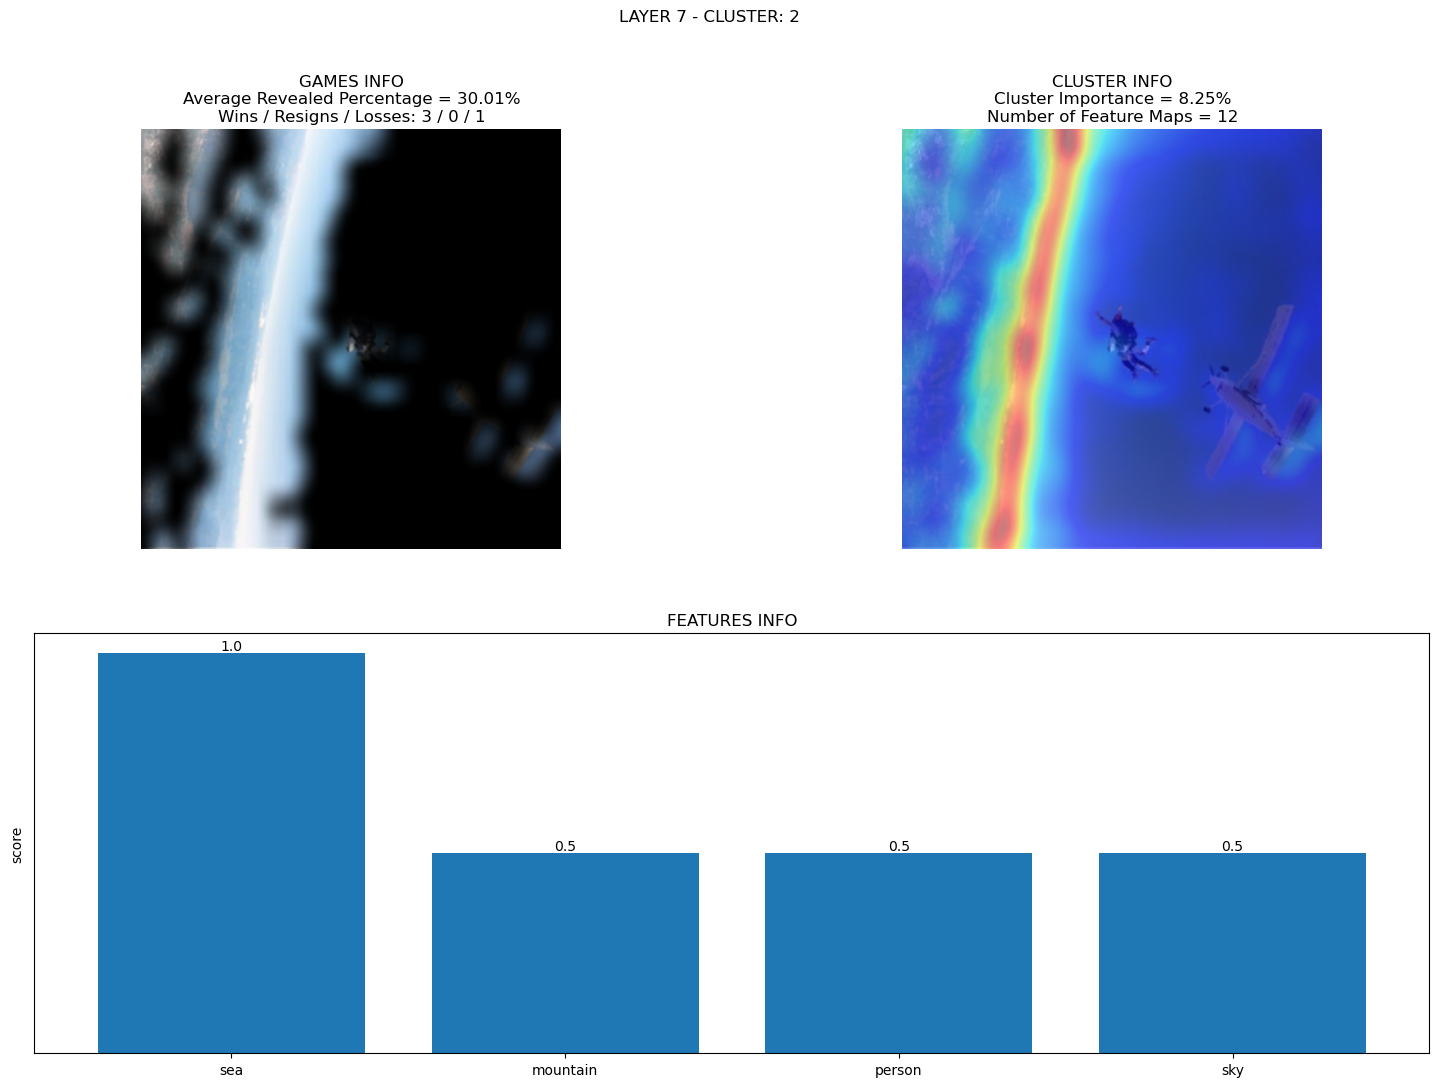 LAYER 7 - CLUSTER: 2
GAMES INFO
Average Revealed Percentage = 30.01%
Wins / Resigns / Losses: 3 / 0 / 1
CLUSTER INFO
Cluster Importance = 8.25%
Number of Feature Maps = 12
FEATURES INFO
score
1.0
0.5
0.5
0.5
sea
mountain
person
sky